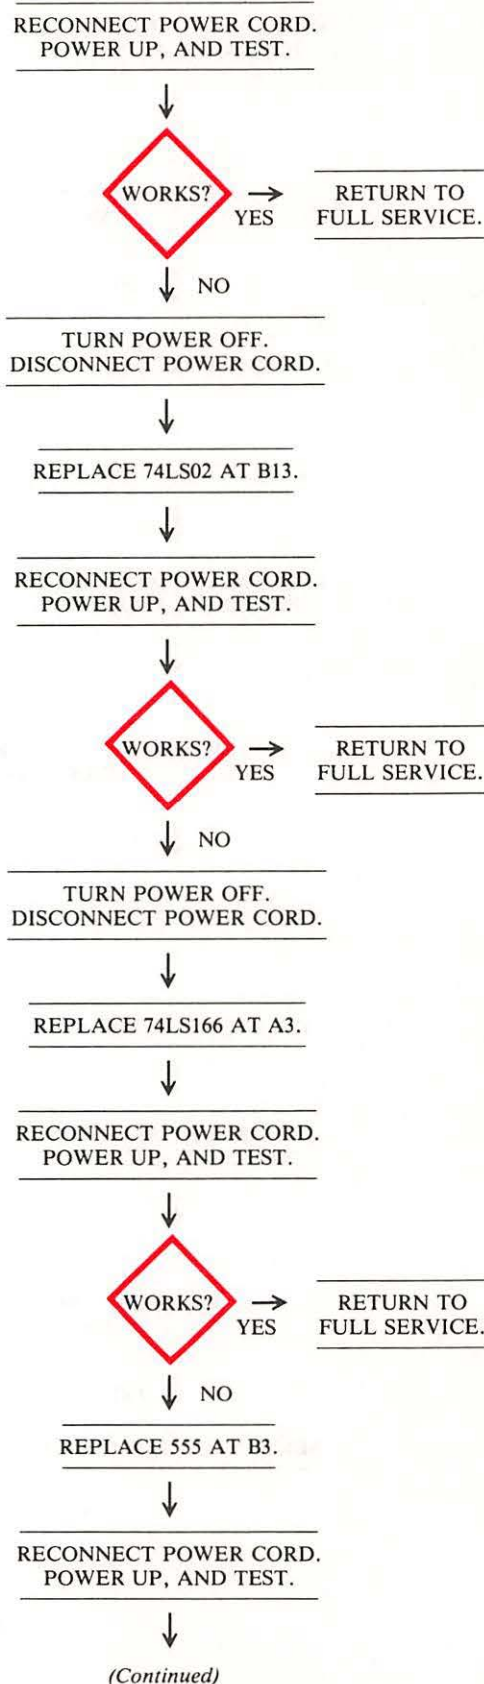 RECONNECT POWER CORD.
POWER UP, AND TEST.
WORKS?
YES
RETURN TO
FULL SERVICE.
NO
TURN POWER OFF.
DISCONNECT POWER CORD.
REPLACE 74LS02 AT B13.
RECONNECT POWER CORD.
POWER UP, AND TEST.
WORKS?
YES
RETURN TO
FULL SERVICE.
NO
TURN POWER OFF.
DISCONNECT POWER CORD.
REPLACE 74LS166 AT A3.
RECONNECT POWER CORD.
POWER UP, AND TEST.
WORKS?
YES
RETURN TO
FULL SERVICE.
NO
REPLACE 555 AT B3.
RECONNECT POWER CORD.
POWER UP, AND TEST.
(Continued)